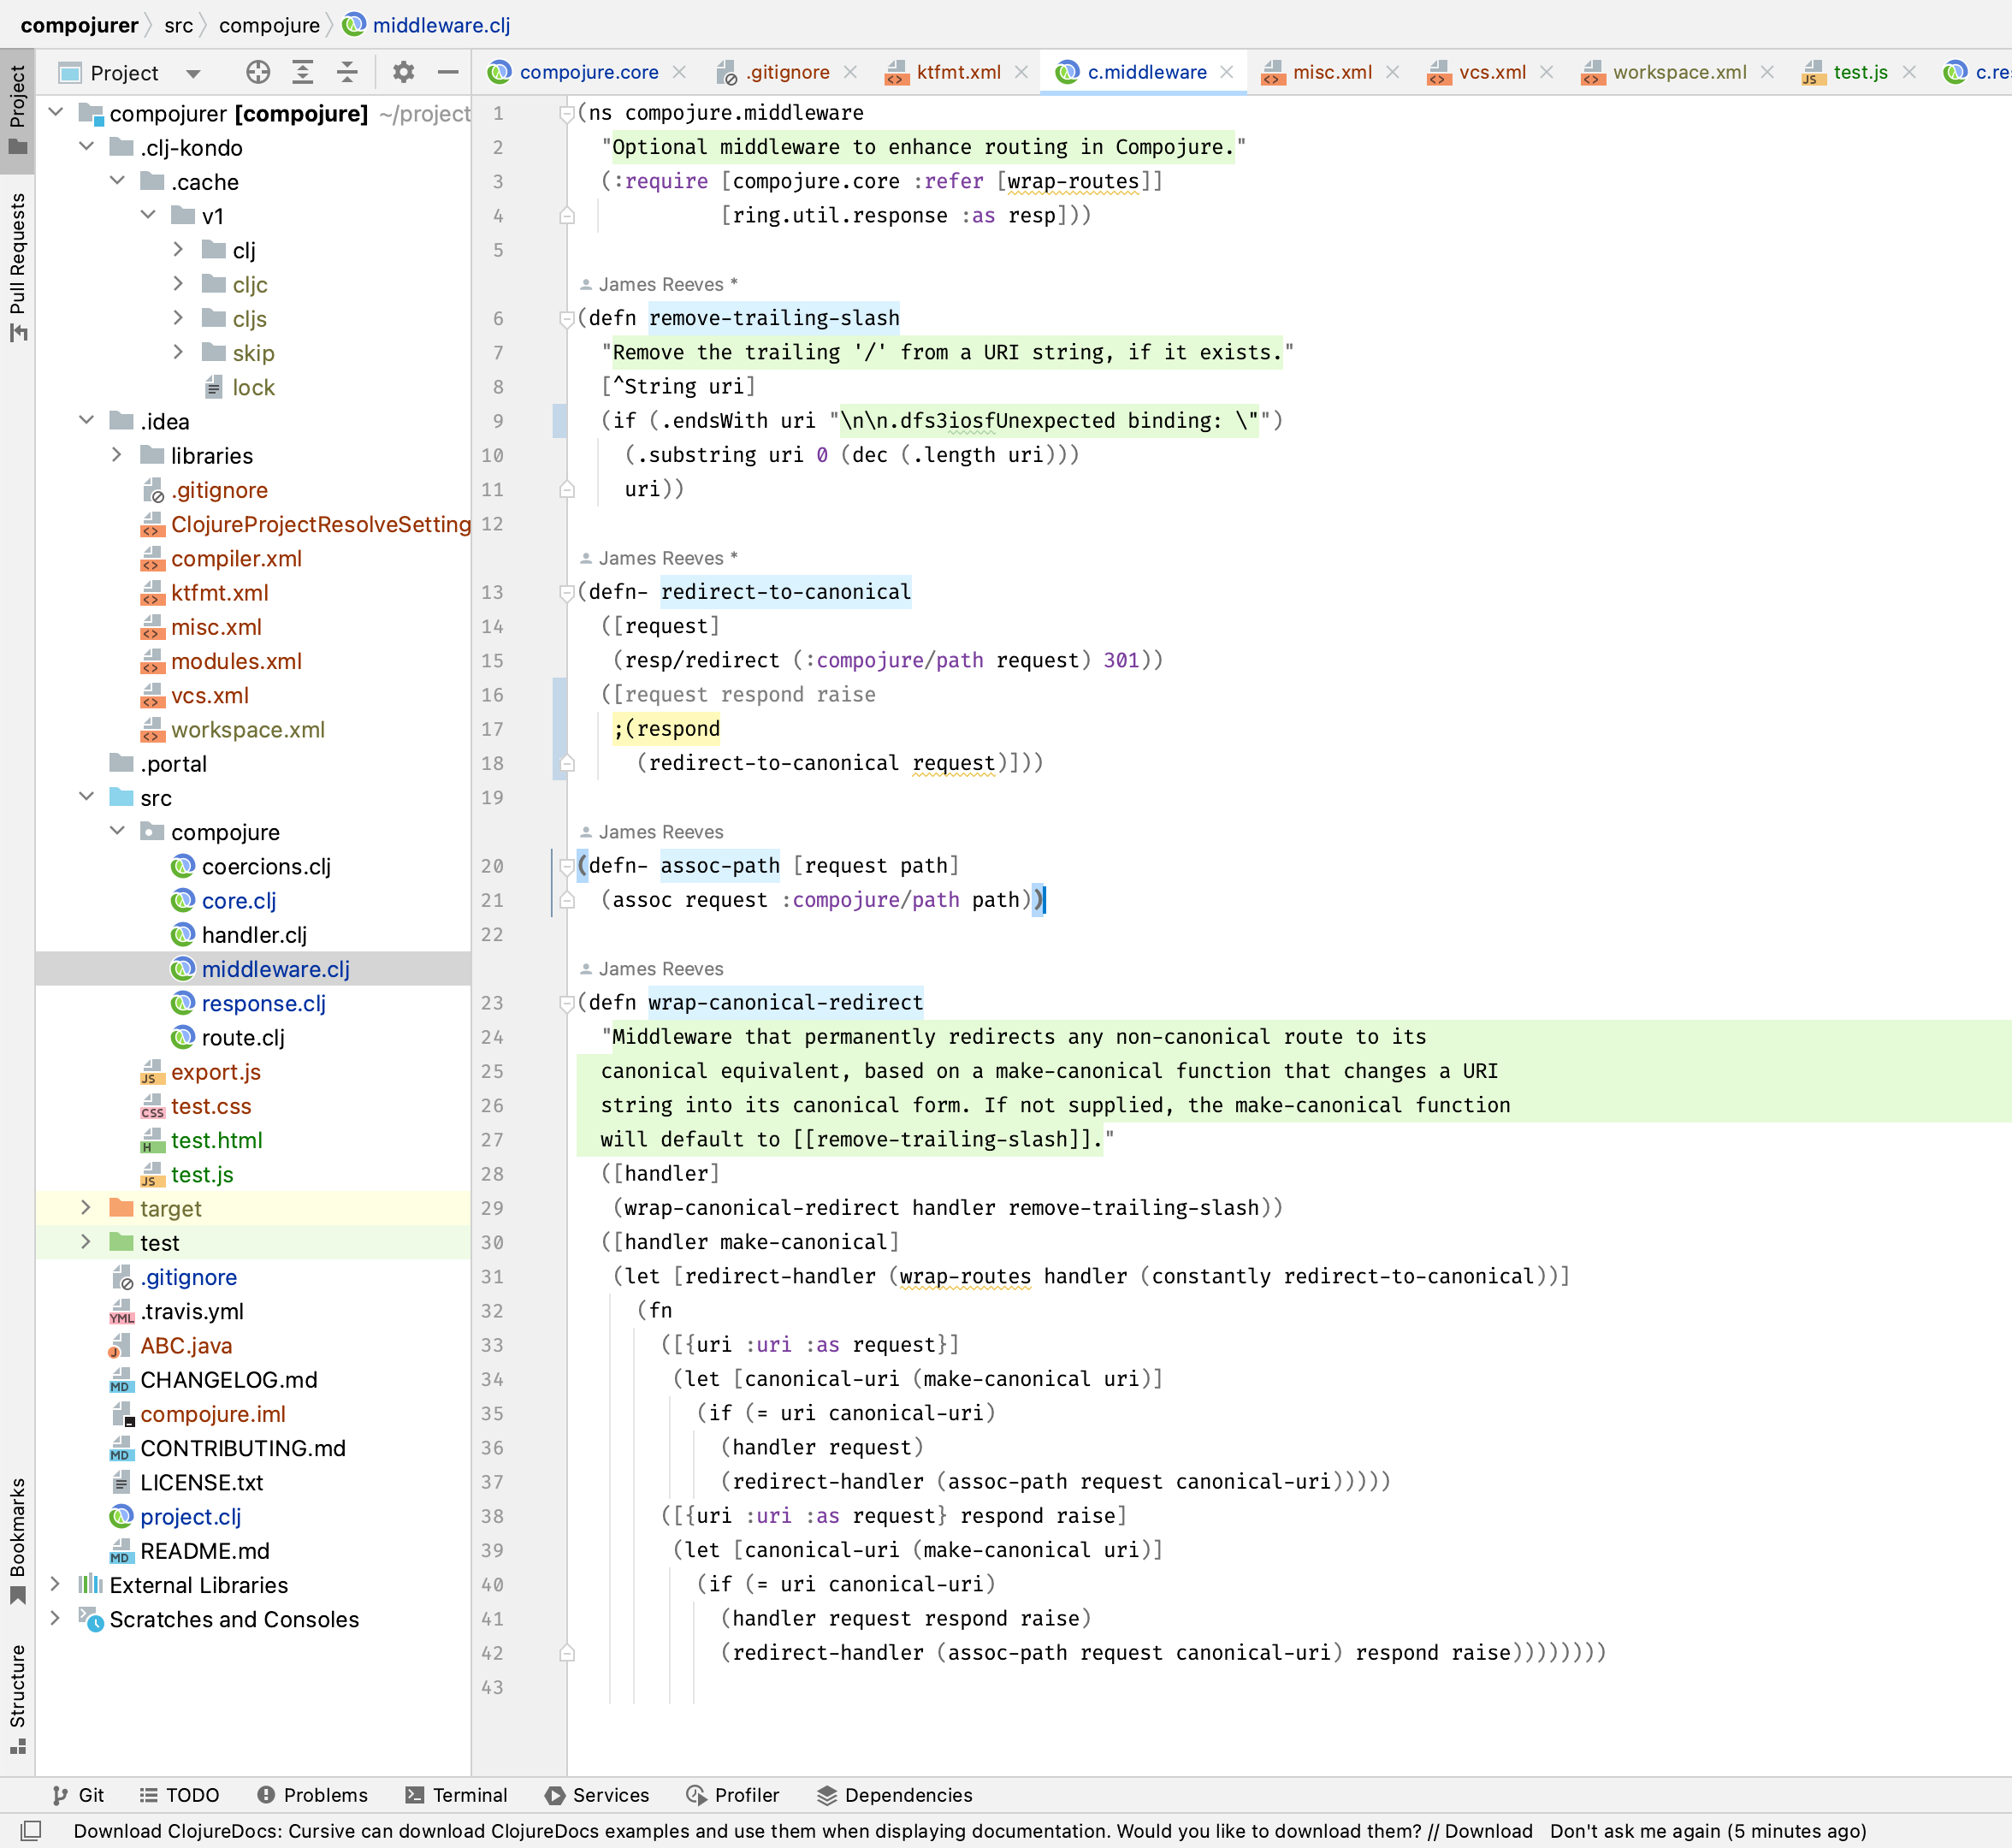 compojurer src compojure middleware.clj
Project
compojure.core .gitignore ktfmt.xml c.middleware misc.xml vcs.xml workspace.xml test.js c.re
Project
Pull Requests
Bookmarks
Structure
compojurer [compojure] ~/project
.clj-kondo
.cache
v1
clj
cljc
cljs
skip
lock
.idea
libraries
.gitignore
ClojureProjectResolveSetting
compiler.xml
ktfmt.xml
misc.xml
modules.xml
vcs.xml
workspace.xml
.portal
src
compojure
coercions.clj
core.clj
handler.clj
middleware.clj
response.clj
route.clj
export.js
test.css
test.html
test.js
target
test
.gitignore
.travis.yml
ABC.java
CHANGELOG.md
compojure.iml
CONTRIBUTING.md
LICENSE.txt
project.clj
README.md
External Libraries
Scratches and Consoles
1 (ns compojure.middleware
2 "Optional middleware to enhance routing in Compojure."
3 (:require [compojure.core :refer [wrap-routes]]
4 [ring.util.response :as resp]))
5
James Reeves *
6 (defn remove-trailing-slash
7 "Remove the trailing '/' from a URI string, if it exists."
8 [^String uri]
9 (if (.endsWith uri "\n\n.dfs3iosfUnexpected binding: \"")
10 (.substring uri 0 (dec (.length uri)))
11 uri))
12
James Reeves *
13 (defn- redirect-to-canonical
14 ([request]
15 (resp/redirect (:compojure/path request) 301))
16 ([request respond raise
17 ;(respond
18 (redirect-to-canonical request)]))
19
James Reeves
20 (defn- assoc-path [request path]
21 (assoc request :compojure/path path))
22
James Reeves
23 (defn wrap-canonical-redirect
24 "Middleware that permanently redirects any non-canonical route to its
25 canonical equivalent, based on a make-canonical function that changes a URI
26 string into its canonical form. If not supplied, the make-canonical function
27 will default to [[remove-trailing-slash]]."
28 ([handler]
29 (wrap-canonical-redirect handler remove-trailing-slash))
30 ([handler make-canonical]
31 (let [redirect-handler (wrap-routes handler (constantly redirect-to-canonical))]
32 (fn
33 ([{uri :uri :as request}]
34 (let [canonical-uri (make-canonical uri)]
35 (if (= uri canonical-uri)
36 (handler request)
37 (redirect-handler (assoc-path request canonical-uri)))))
38 ([{uri :uri :as request} respond raise]
39 (let [canonical-uri (make-canonical uri)]
40 (if (= uri canonical-uri)
41 (handler request respond raise)
42 (redirect-handler (assoc-path request canonical-uri) respond raise))))))))
43
Git TODO Problems Terminal Services Profiler Dependencies
Download ClojureDocs: Cursive can download ClojureDocs examples and use them when displaying documentation. Would you like to download them? // Download Don't ask me again (5 minutes ago)